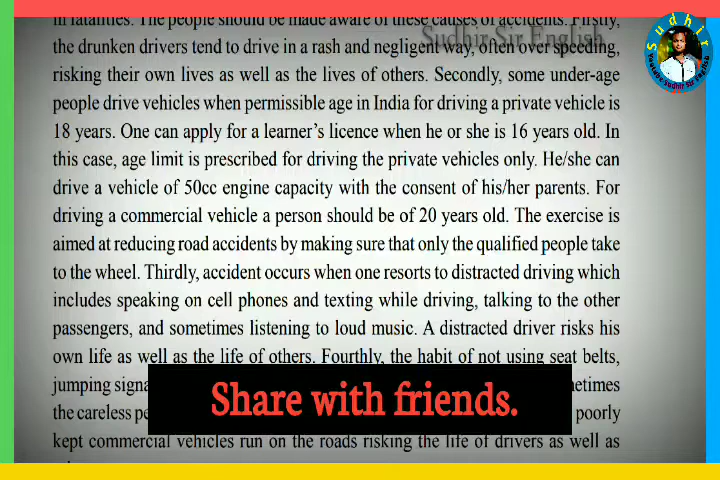 in fatalities. The people should be made aware of these causes of accidents. Firstly,
Sudhir Sir English
the drunken drivers tend to drive in a rash and negligent way, often over speeding,
risking their own lives as well as the lives of others. Secondly, some under-age
people drive vehicles when permissible age in India for driving a private vehicle is
18 years. One can apply for a learner's licence when he or she is 16 years old. In
this case, age limit is prescribed for driving the private vehicles only. He/she can
drive a vehicle of 50cc engine capacity with the consent of his/her parents. For
driving a commercial vehicle a person should be of 20 years old. The exercise is
aimed at reducing road accidents by making sure that only the qualified people take
to the wheel. Thirdly, accident occurs when one resorts to distracted driving which
includes speaking on cell phones and texting while driving, talking to the other
passengers, and sometimes listening to loud music. A distracted driver risks his
own life as well as the life of others. Fourthly, the habit of not using seat belts,
jumping
the careless poorly
Share with friends.
kept commercial vehicles run on the roads risking the life of drivers as well as
Sudhir
Youtube Sudhir Sir English